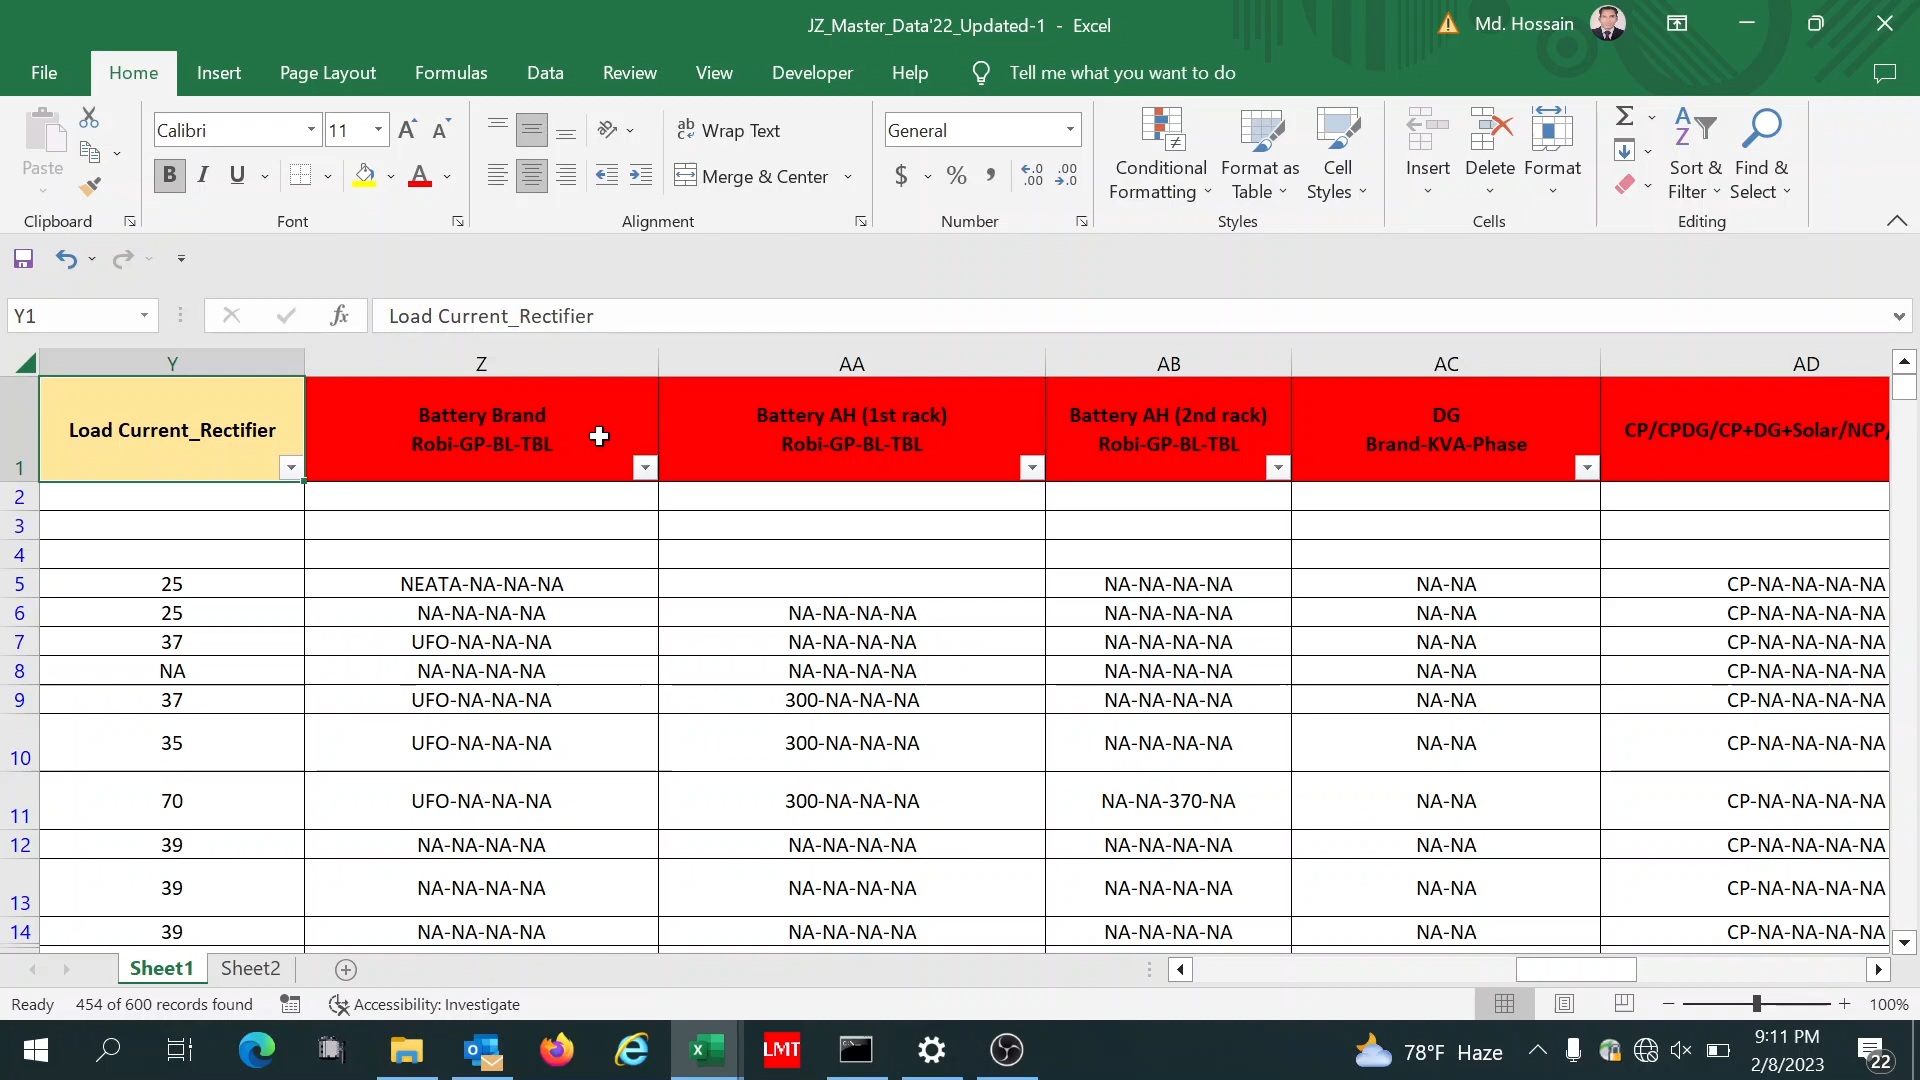 JZ_Master_Data'22_Updated-1 - Excel
Md. Hossain
File Home Insert Page Layout Formulas Data Review View Developer Help Tell me what you want to do
Paste
Clipboard
Calibri 11
B I U
Font
Wrap Text
Merge & Center
Alignment
General
$ % ,
Number
Conditional Formatting
Format as Table
Cell Styles
Styles
Insert Delete Format
Cells
Sort & Filter
Find & Select
Editing
Y1
fx
Load Current_Rectifier
Y Z AA AB AC AD
1
Load Current_Rectifier
Battery Brand
Robi-GP-BL-TBL
Battery AH (1st rack)
Robi-GP-BL-TBL
Battery AH (2nd rack)
Robi-GP-BL-TBL
DG
Brand-KVA-Phase
CP/CPDG/CP+DG+Solar/NCP/
2
3
4
5 25 NEATA-NA-NA-NA NA-NA-NA-NA NA-NA CP-NA-NA-NA-NA
6 25 NA-NA-NA-NA NA-NA-NA-NA NA-NA-NA-NA NA-NA CP-NA-NA-NA-NA
7 37 UFO-NA-NA-NA NA-NA-NA-NA NA-NA-NA-NA NA-NA CP-NA-NA-NA-NA
8 NA NA-NA-NA-NA NA-NA-NA-NA NA-NA-NA-NA NA-NA CP-NA-NA-NA-NA
9 37 UFO-NA-NA-NA 300-NA-NA-NA NA-NA-NA-NA NA-NA CP-NA-NA-NA-NA
10 35 UFO-NA-NA-NA 300-NA-NA-NA NA-NA-NA-NA NA-NA CP-NA-NA-NA-NA
11 70 UFO-NA-NA-NA 300-NA-NA-NA NA-NA-370-NA NA-NA CP-NA-NA-NA-NA
12 39 NA-NA-NA-NA NA-NA-NA-NA NA-NA-NA-NA NA-NA CP-NA-NA-NA-NA
13 39 NA-NA-NA-NA NA-NA-NA-NA NA-NA-NA-NA NA-NA CP-NA-NA-NA-NA
14 39 NA-NA-NA-NA NA-NA-NA-NA NA-NA-NA-NA NA-NA CP-NA-NA-NA-NA
Sheet1 Sheet2
Ready 454 of 600 records found Accessibility: Investigate
100%
LMT
78°F Haze
9:11 PM
2/8/2023
22